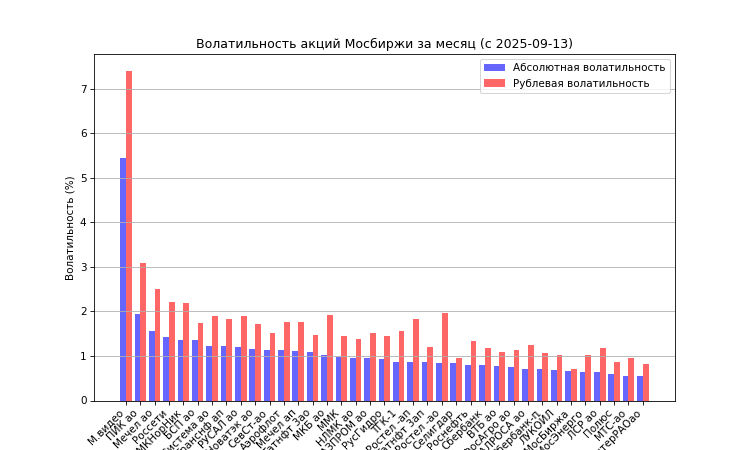 Волатильность акций Мосбиржи за месяц (с 2025-09-13)
Абсолютная волатильность
Рублевая волатильность
Волатильность (%)
7
6
5
4
3
2
1
0
М.видео
ПИК ао
Мечел ао
Россети
БСП ао
РУСАЛ ао
СевСт-ао
Аэрофлот
Мечел ап
МКБ ао
ММК
НЛМК ао
РусГидро
ТГК-1
Ростел -ап
Ростел -ао
Селигдар
Роснефть
Сбербанк
ВТБ ао
ЛУКОЙЛ
МосБиржа
ЛСР ао
Полюс
МТС-ао